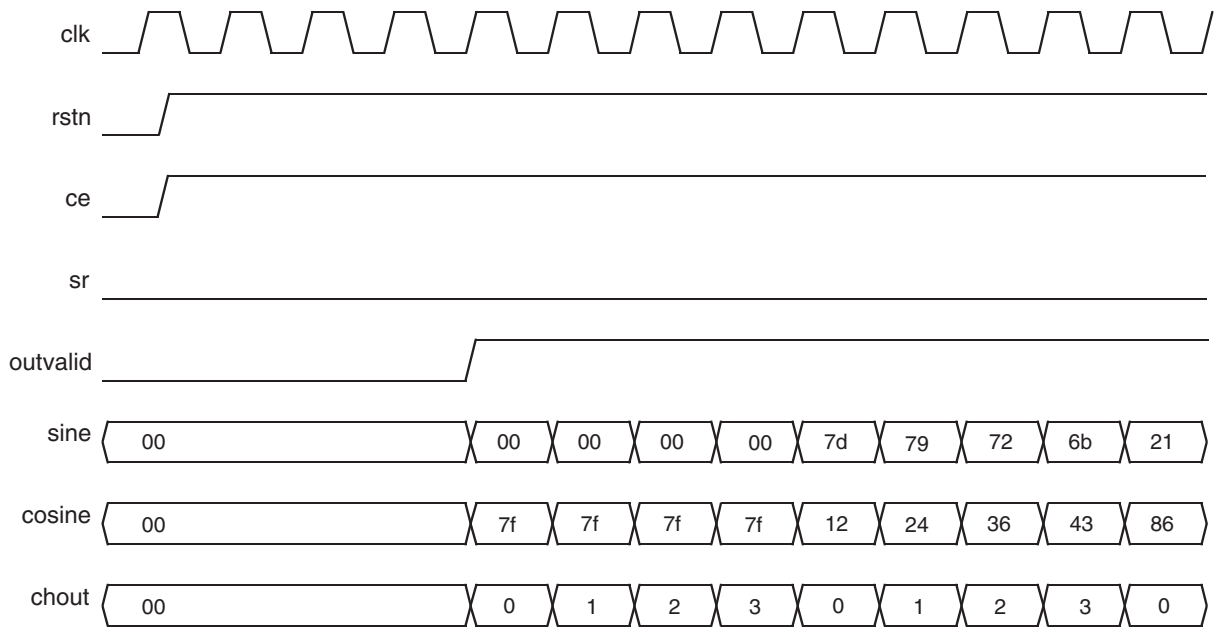 clk
rstn
ce
sr
outvalid
sine 00 00 00 00 00 7d 79 72 6b 21
cosine 00 7f 7f 7f 7f 12 24 36 43 86
chout 00 0 1 2 3 0 1 2 3 0